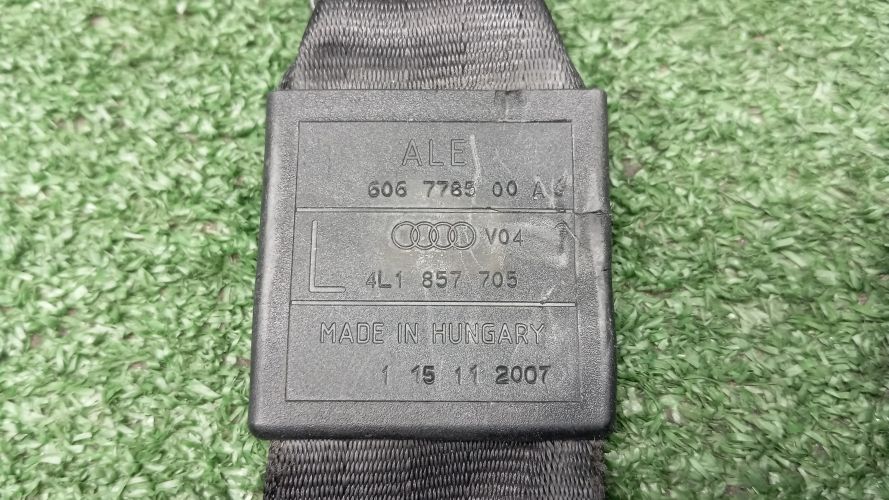 ALE
606 7785 00 A
L
V04
4L1 857 705
MADE IN HUNGARY
1 15 11 2007